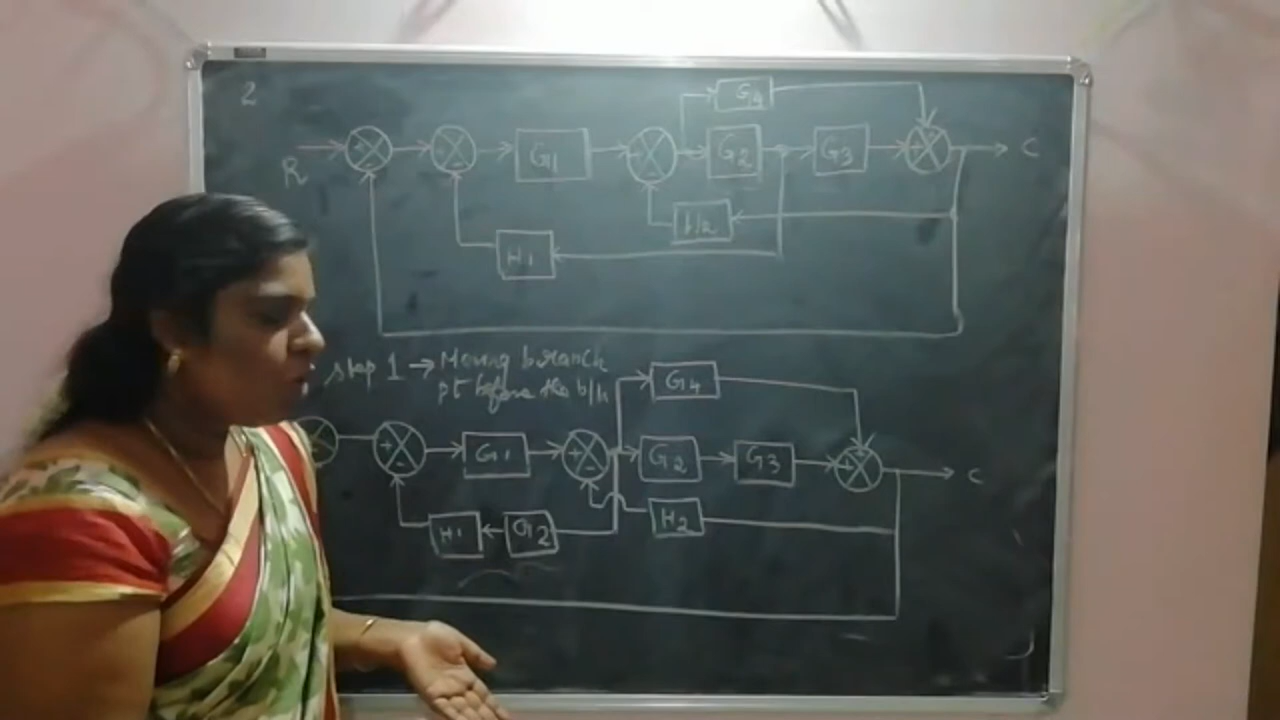 2
G4
R + - + - G1 + - G2 G3 + + C
H2
H1
Step 1 → Moving branch
pt before the b/k
G4
+ - G1 + - G2 G3 + + C
H1 G2 H2